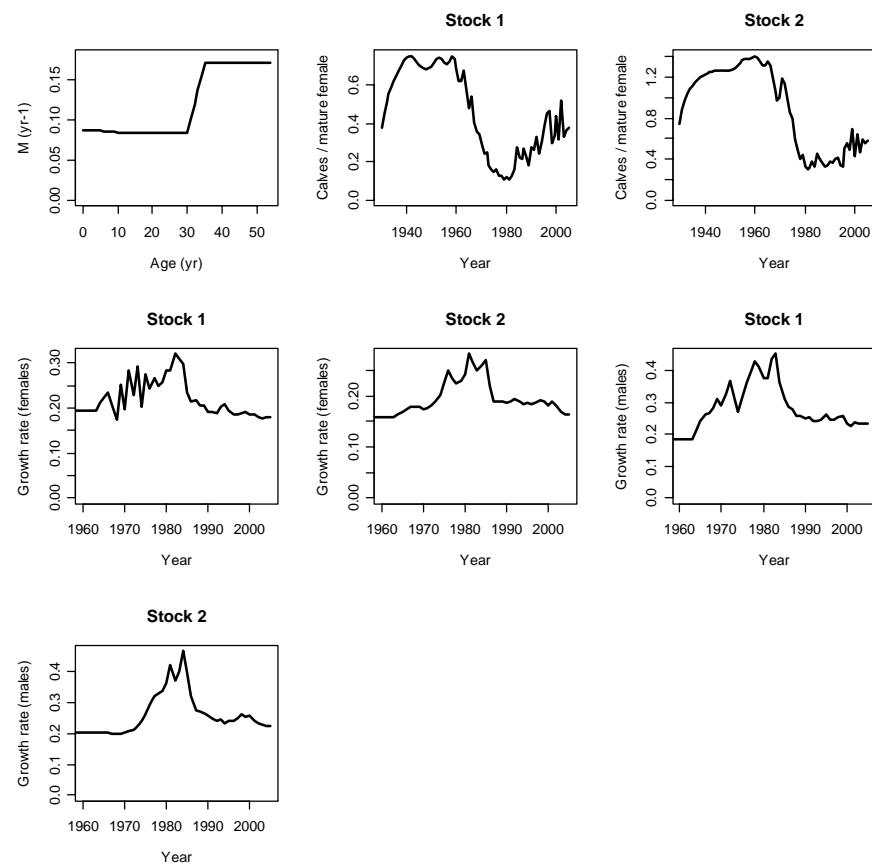 Stock 1
Stock 2
M (yr-1)
0.00
0.05
0.10
0.15
0 10 20 30 40 50
Age (yr)
Calves / mature female
0.0
0.2
0.4
0.6
1940 1960 1980 2000
Year
Calves / mature female
0.0
0.4
0.8
1.2
1940 1960 1980 2000
Year
Stock 1
Stock 2
Stock 1
Growth rate (females)
0.00
0.10
0.20
0.30
1960 1970 1980 1990 2000
Year
Growth rate (females)
0.00
0.10
0.20
1960 1970 1980 1990 2000
Year
Growth rate (males)
0.0
0.1
0.2
0.3
0.4
1960 1970 1980 1990 2000
Year
Stock 2
Growth rate (males)
0.0
0.1
0.2
0.3
0.4
1960 1970 1980 1990 2000
Year